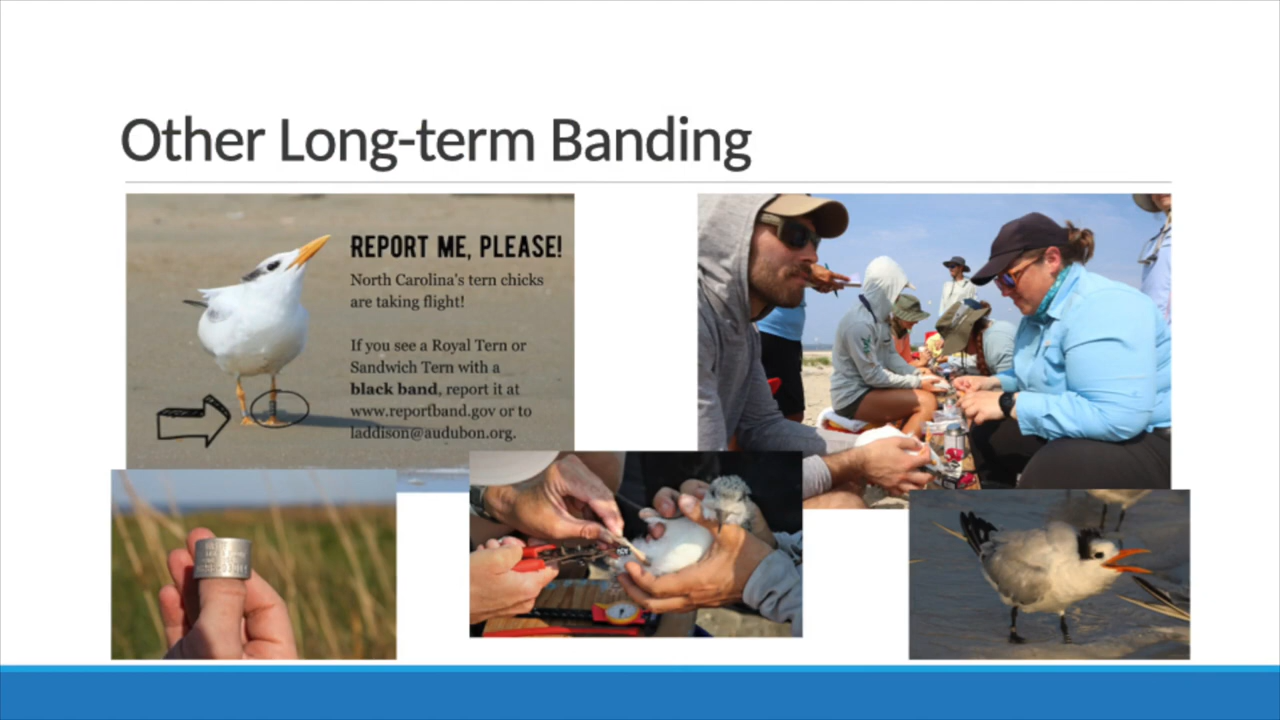 Other Long-term Banding
REPORT ME, PLEASE!
North Carolina's tern chicks
are taking flight!
If you see a Royal Tern or
Sandwich Tern with a
black band, report it at
www.reportband.gov or to
laddison@audubon.org.